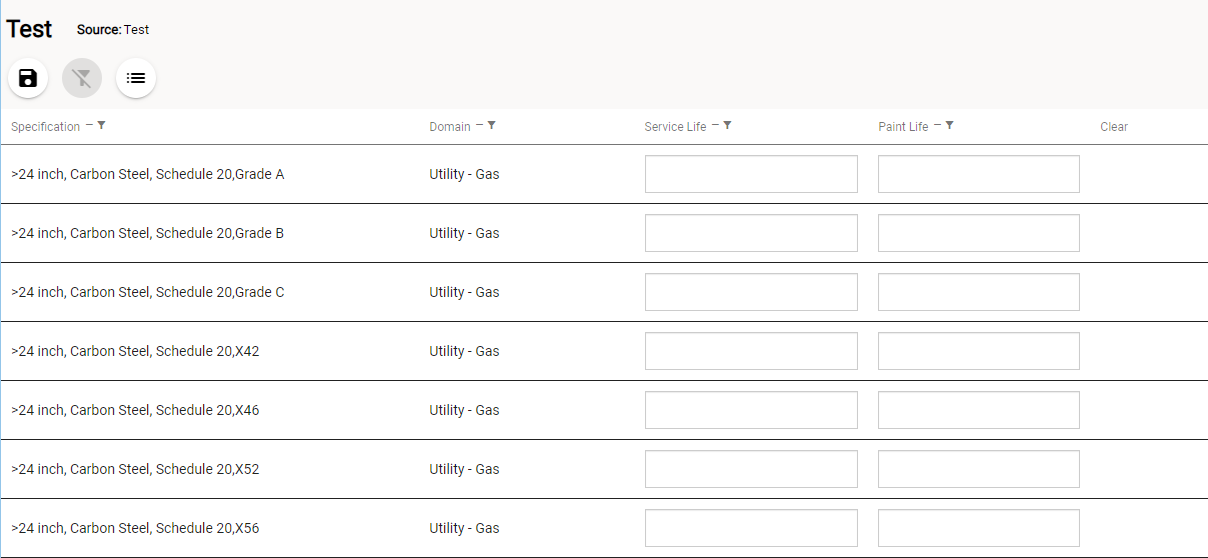 Test Source: Test
Specification Domain Service Life Paint Life Clear
>24 inch, Carbon Steel, Schedule 20,Grade A Utility - Gas
>24 inch, Carbon Steel, Schedule 20,Grade B Utility - Gas
>24 inch, Carbon Steel, Schedule 20,Grade C Utility - Gas
>24 inch, Carbon Steel, Schedule 20,X42 Utility - Gas
>24 inch, Carbon Steel, Schedule 20,X46 Utility - Gas
>24 inch, Carbon Steel, Schedule 20,X52 Utility - Gas
>24 inch, Carbon Steel, Schedule 20,X56 Utility - Gas